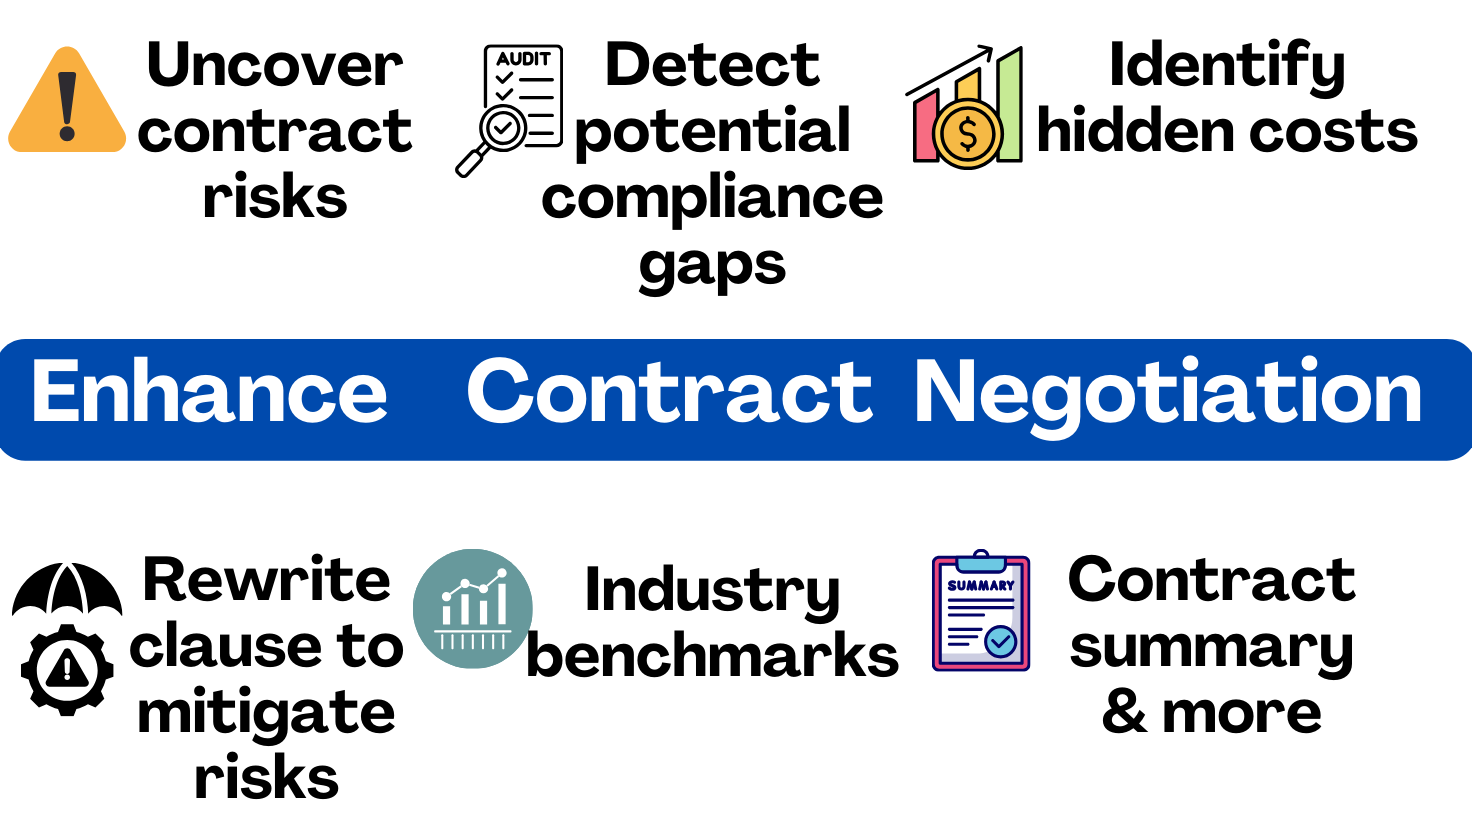 Uncover
contract
risks
AUDIT
Detect
potential
compliance
gaps
$
Identify
hidden costs
Enhance Contract Negotiation
Rewrite
clause to
mitigate
risks
Industry
benchmarks
SUMMARY
Contract
summary
& more